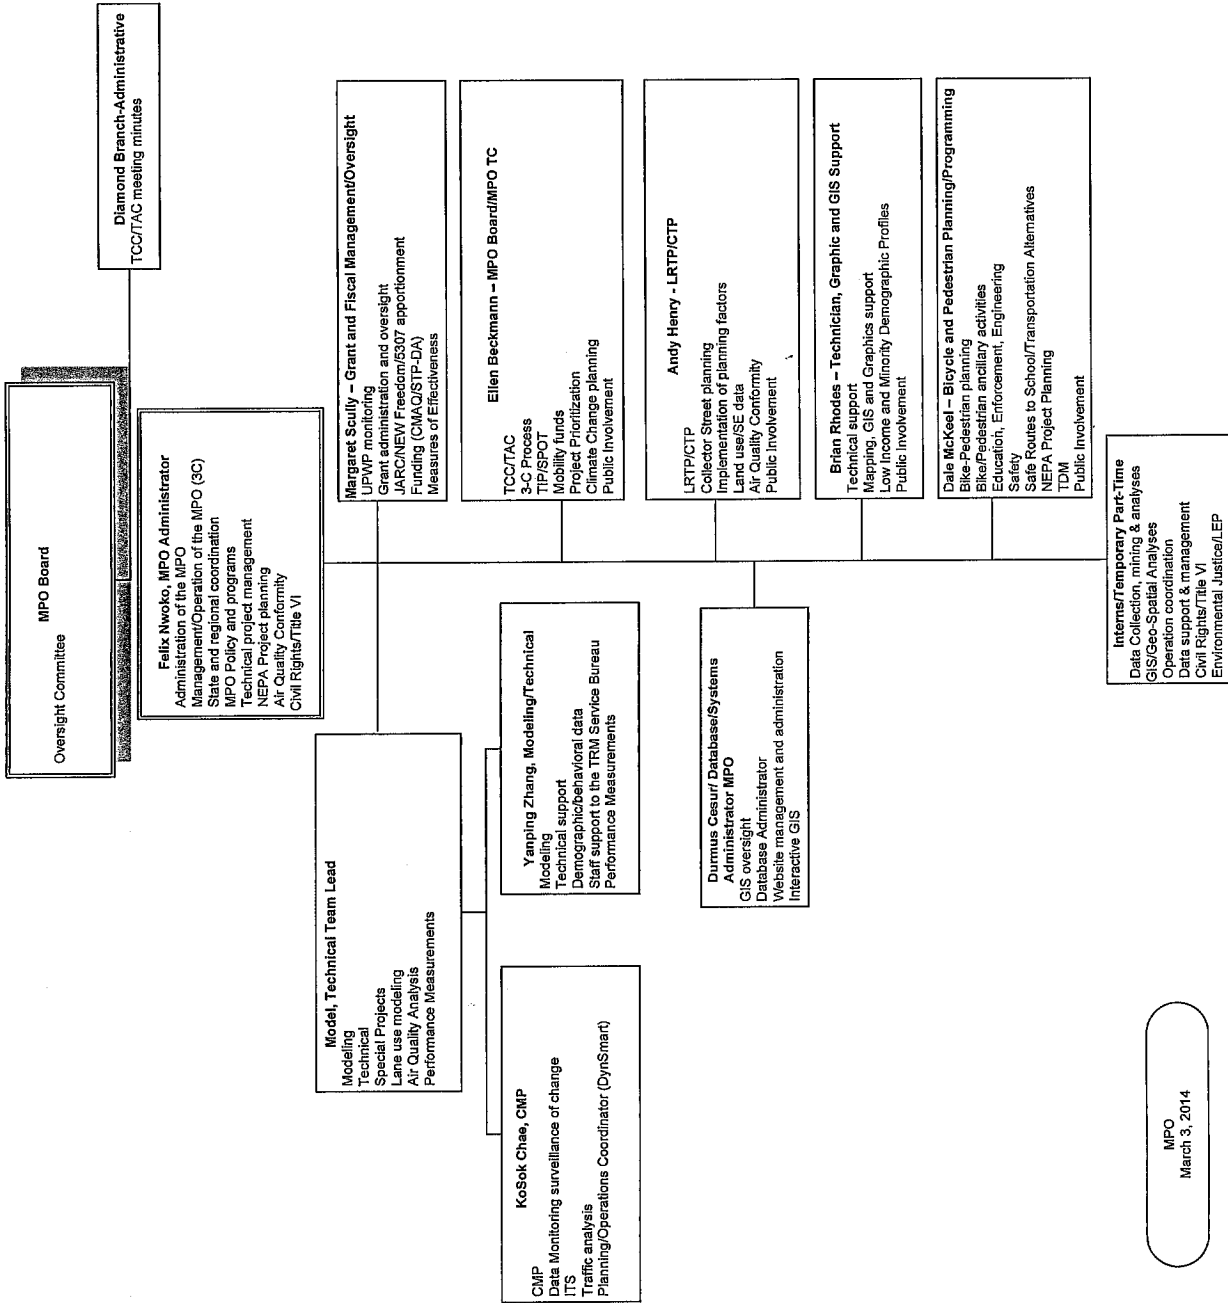 MPO Board
Oversight Committee
Diamond Branch-Administrative
TCC/TAC meeting minutes
Felix Nwoko, MPO Administrator
Administration of the MPO
Management/Operation of the MPO (3C)
State and regional coordination
MPO Policy and programs
Technical project management
NEPA Project planning
Air Quality Conformity
Civil Rights/Title VI
Model, Technical Team Lead
Modeling
Technical
Special Projects
Lane use modeling
Air Quality Analysis
Performance Measurements
Margaret Scully – Grant and Fiscal Management/Oversight
UPWP monitoring
Grant administration and oversight
JARC/NEW Freedom/5307 apportionment
Funding (CMAQ/STP-DA)
Measures of Effectiveness
KoSok Chae, CMP
CMP
Data Monitoring surveillance of change
ITS
Traffic analysis
Planning/Operations Coordinator (DynSmart)
Yanping Zhang, Modeling/Technical
Modeling
Technical support
Demographic/behavioral data
Staff support to the TRM Service Bureau
Performance Measurements
Ellen Beckmann – MPO Board/MPO TC
TCC/TAC
3-C Process
TIP/SPOT
Mobility funds
Project Prioritization
Climate Change planning
Public Involvement
Andy Henry - LRTP/CTP
LRTP/CTP
Collector Street planning
Implementation of planning factors
Land use/SE data
Air Quality Conformity
Public Involvement
Durmus Cesur/ Database/Systems
Administrator MPO
GIS oversight
Database Administrator
Website management and administration
Interactive GIS
Brian Rhodes – Technician, Graphic and GIS Support
Technical support
Mapping, GIS and Graphics support
Low Income and Minority Demographic Profiles
Public Involvement
Dale McKeel – Bicycle and Pedestrian Planning/Programming
Bike-Pedestrian planning
Bike/Pedestrian ancillary activities
Education, Enforcement, Engineering
Safety
Safe Routes to School/Transportation Alternatives
NEPA Project Planning
TDM
Public Involvement
Interns/Temporary Part-Time
Data Collection, mining & analyses
GIS/Geo-Spatial Analyses
Operation coordination
Data support & management
Civil Rights/Title VI
Environmental Justice/LEP
MPO
March 3, 2014